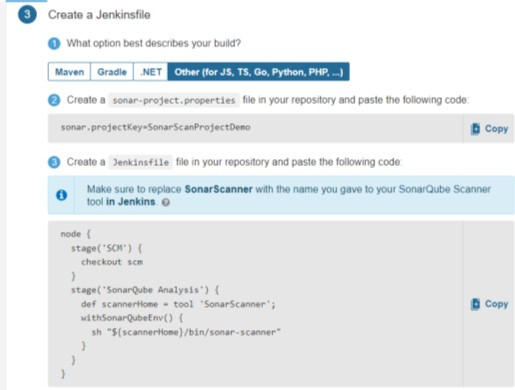 3 Create a Jenkinsfile
1 What option best describes your build?
Maven Gradle .NET Other (for JS, TS, Go, Python, PHP, ...)
2 Create a sonar-project.properties file in your repository and paste the following code:
sonar.projectKey=SonarScanProjectDemo
Copy
3 Create a Jenkinsfile file in your repository and paste the following code:
Make sure to replace SonarScanner with the name you gave to your SonarQube Scanner
tool in Jenkins.
node {
stage('SCM') {
checkout scm
}
stage('SonarQube Analysis') {
def scannerHome = tool 'SonarScanner';
withSonarQubeEnv() {
sh "${scannerHome}/bin/sonar-scanner"
}
}
}
Copy